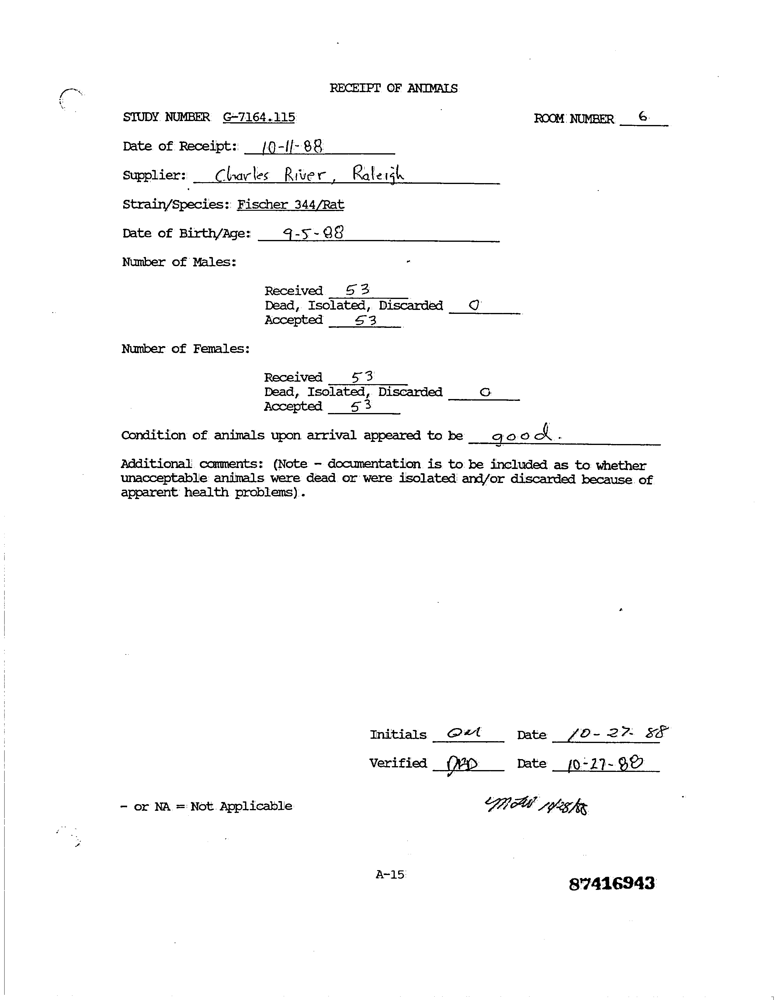 RECEIPT OF ANIMALS
STUDY NUMBER G-7164.115 ROOM NUMBER 6
Date of Receipt: 10-11-88
Supplier: Charles River, Raleigh
Strain/Species: Fischer 344/Rat
Date of Birth/Age: 9-5-88
Number of Males:
Received 53
Dead, Isolated, Discarded 0
Accepted 53
Number of Females:
Received 53
Dead, Isolated, Discarded 0
Accepted 53
Condition of animals upon arrival appeared to be good.
Additional comments: (Note - documentation is to be included as to whether
unacceptable animals were dead or were isolated and/or discarded because of
apparent health problems).
Initials Date 10-27-88
Verified Date 10-27-88
- or NA = Not Applicable 10/28/88
A-15
87416943